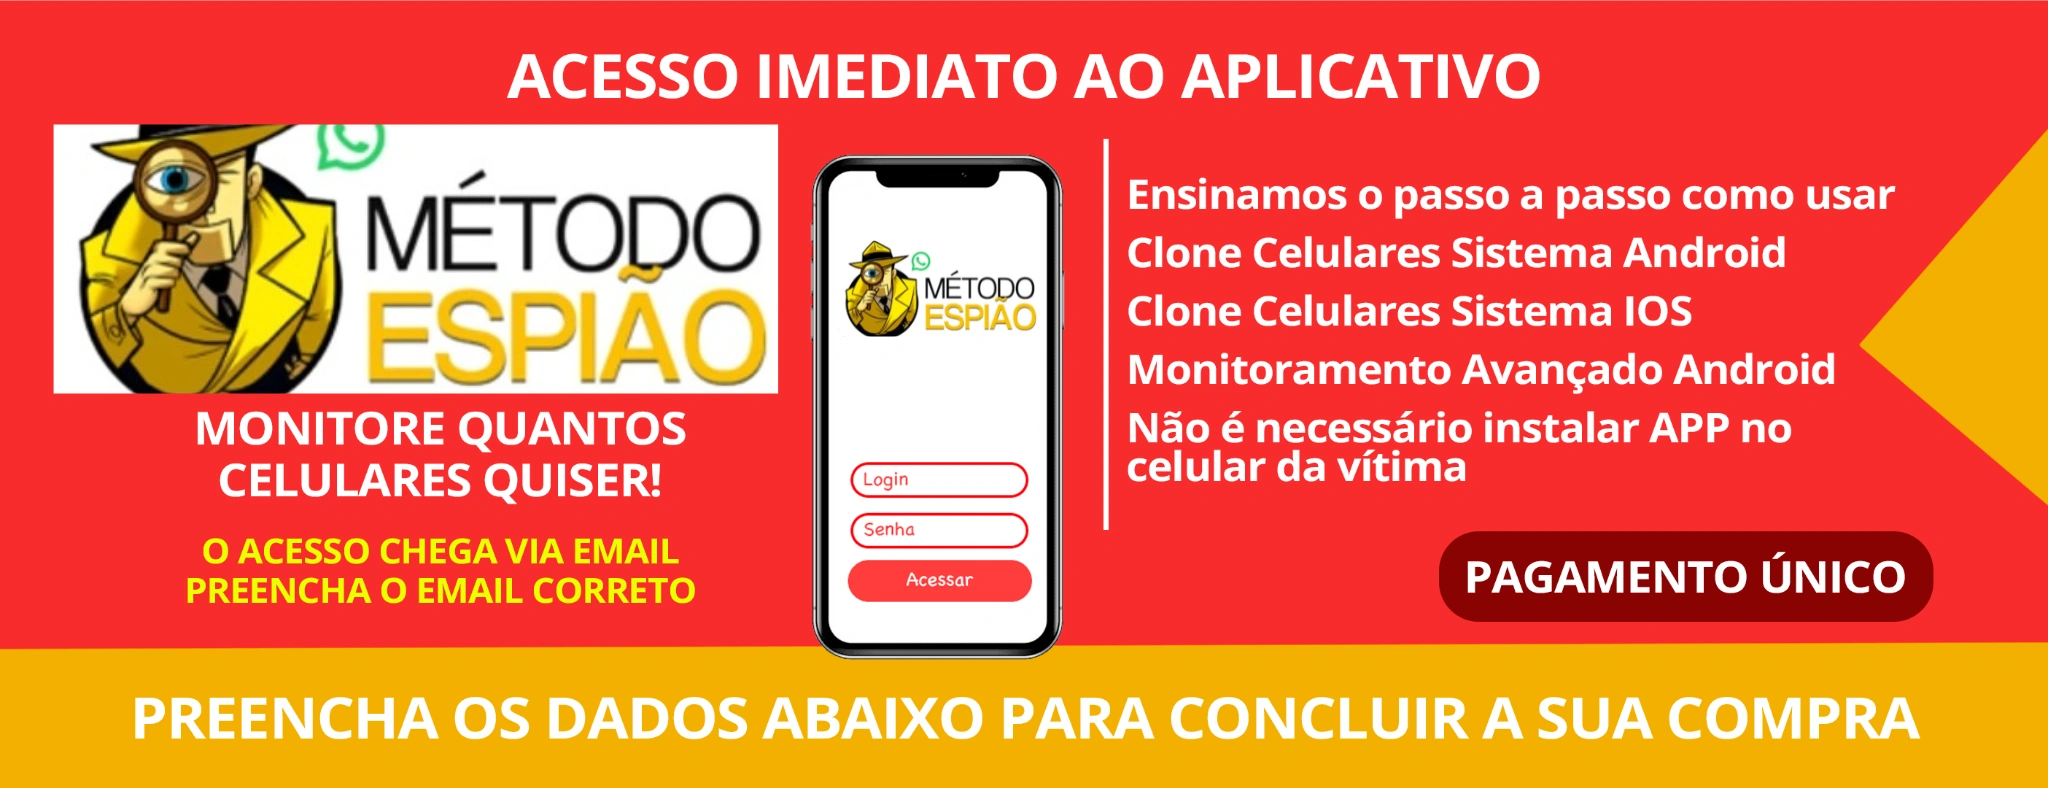 ACESSO IMEDIATO AO APLICATIVO
MÉTODO
ESPIÃO
MONITORE QUANTOS
CELULARES QUISER!
O ACESSO CHEGA VIA EMAIL
PREENCHA O EMAIL CORRETO
MÉTODO
ESPIÃO
Login
Senha
Acessar
Ensinamos o passo a passo como usar
Clone Celulares Sistema Android
Clone Celulares Sistema IOS
Monitoramento Avançado Android
Não é necessário instalar APP no
celular da vítima
PAGAMENTO ÚNICO
PREENCHA OS DADOS ABAIXO PARA CONCLUIR A SUA COMPRA